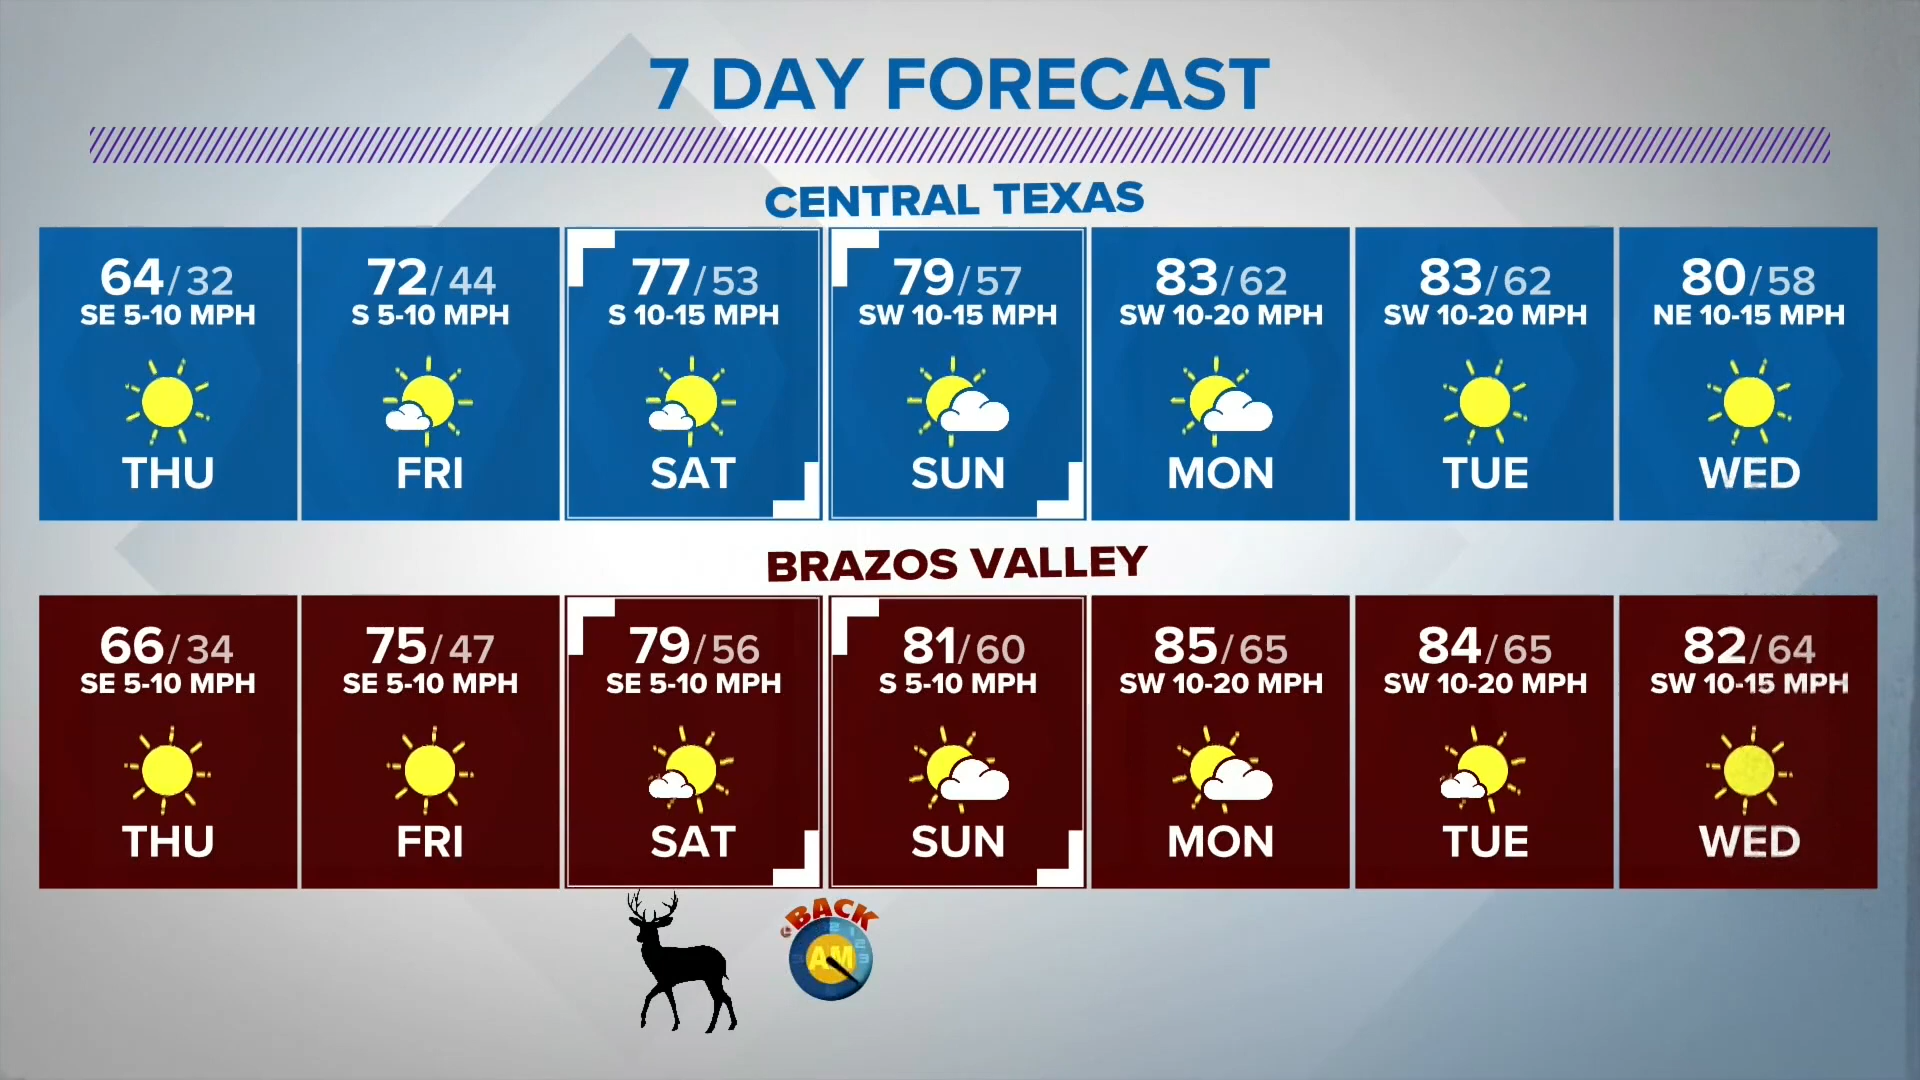 7 DAY FORECAST
CENTRAL TEXAS
64/32 72/44 77/53 79/57 83/62 83/62 80/58
SE 5-10 MPH S 5-10 MPH S 10-15 MPH SW 10-15 MPH SW 10-20 MPH SW 10-20 MPH NE 10-15 MPH
THU FRI SAT SUN MON TUE WED
BRAZOS VALLEY
66/34 75/47 79/56 81/60 85/65 84/65 82/64
SE 5-10 MPH SE 5-10 MPH SE 5-10 MPH S 5-10 MPH SW 10-20 MPH SW 10-20 MPH SW 10-15 MPH
THU FRI SAT SUN MON TUE WED
BACK
AM